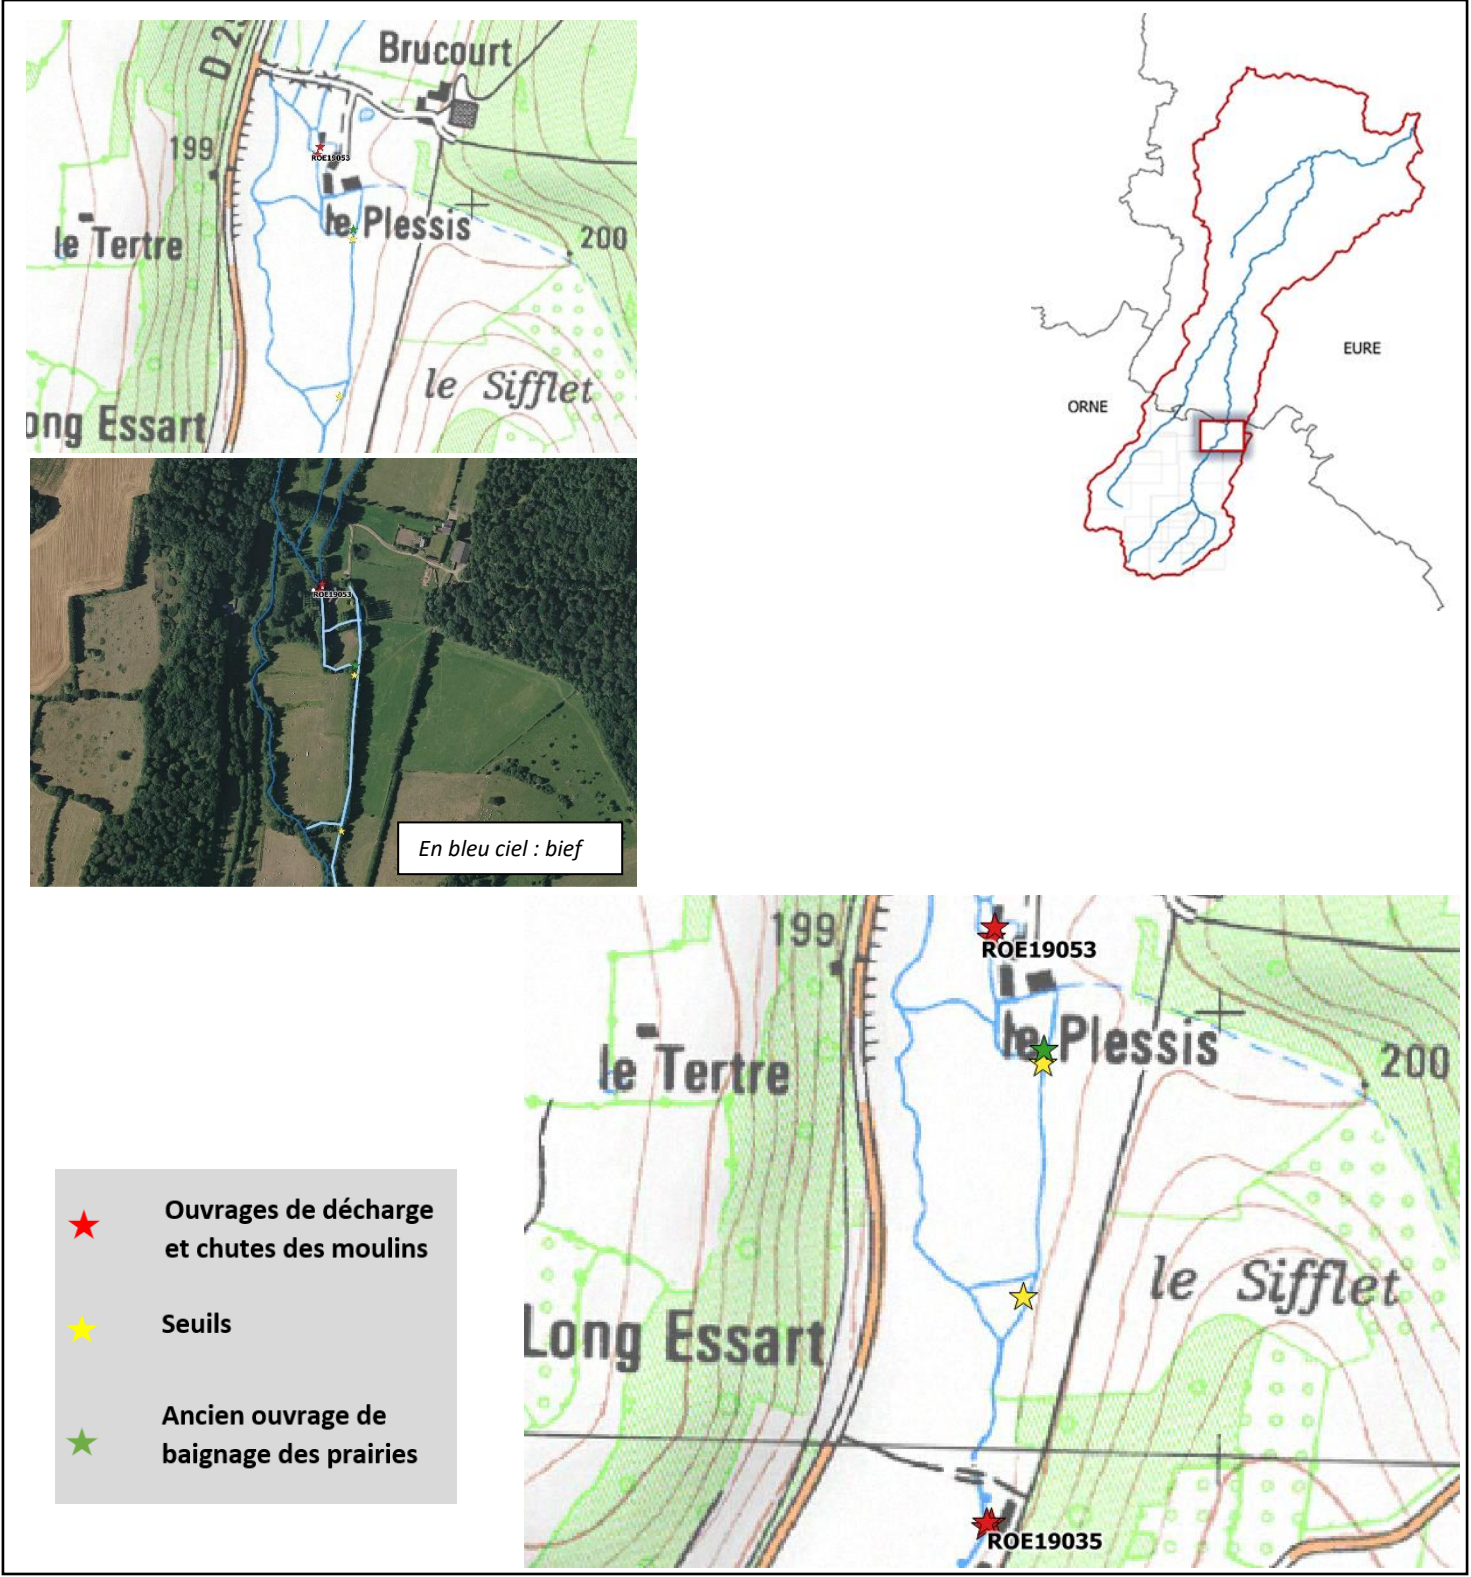 D 2
Brucourt
199
ROE19053
le Tertre
le Plessis
200
le Sifflet
ong Essart
EURE
ORNE
ROE19053
En bleu ciel : bief
199
ROE19053
le Tertre
le Plessis
200
le Sifflet
Long Essart
ROE19035
Ouvrages de décharge
et chutes des moulins
Seuils
Ancien ouvrage de
baignage des prairies